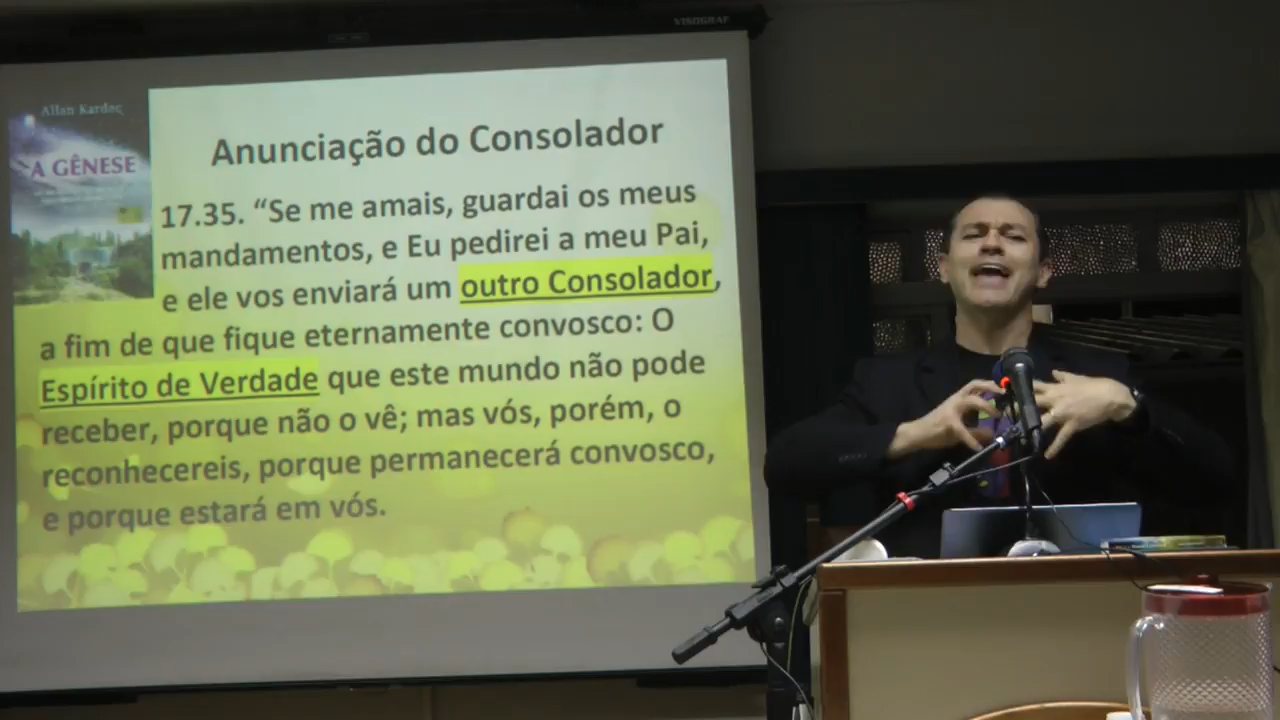 VISOGRAF
Allan Kardec
A GÊNESE
Anunciação do Consolador
17.35. “Se me amais, guardai os meus
mandamentos, e Eu pedirei a meu Pai,
e ele vos enviará um outro Consolador,
a fim de que fique eternamente convosco: O
Espírito de Verdade que este mundo não pode
receber, porque não o vê; mas vós, porém, o
reconhecereis, porque permanecerá convosco,
e porque estará em vós.